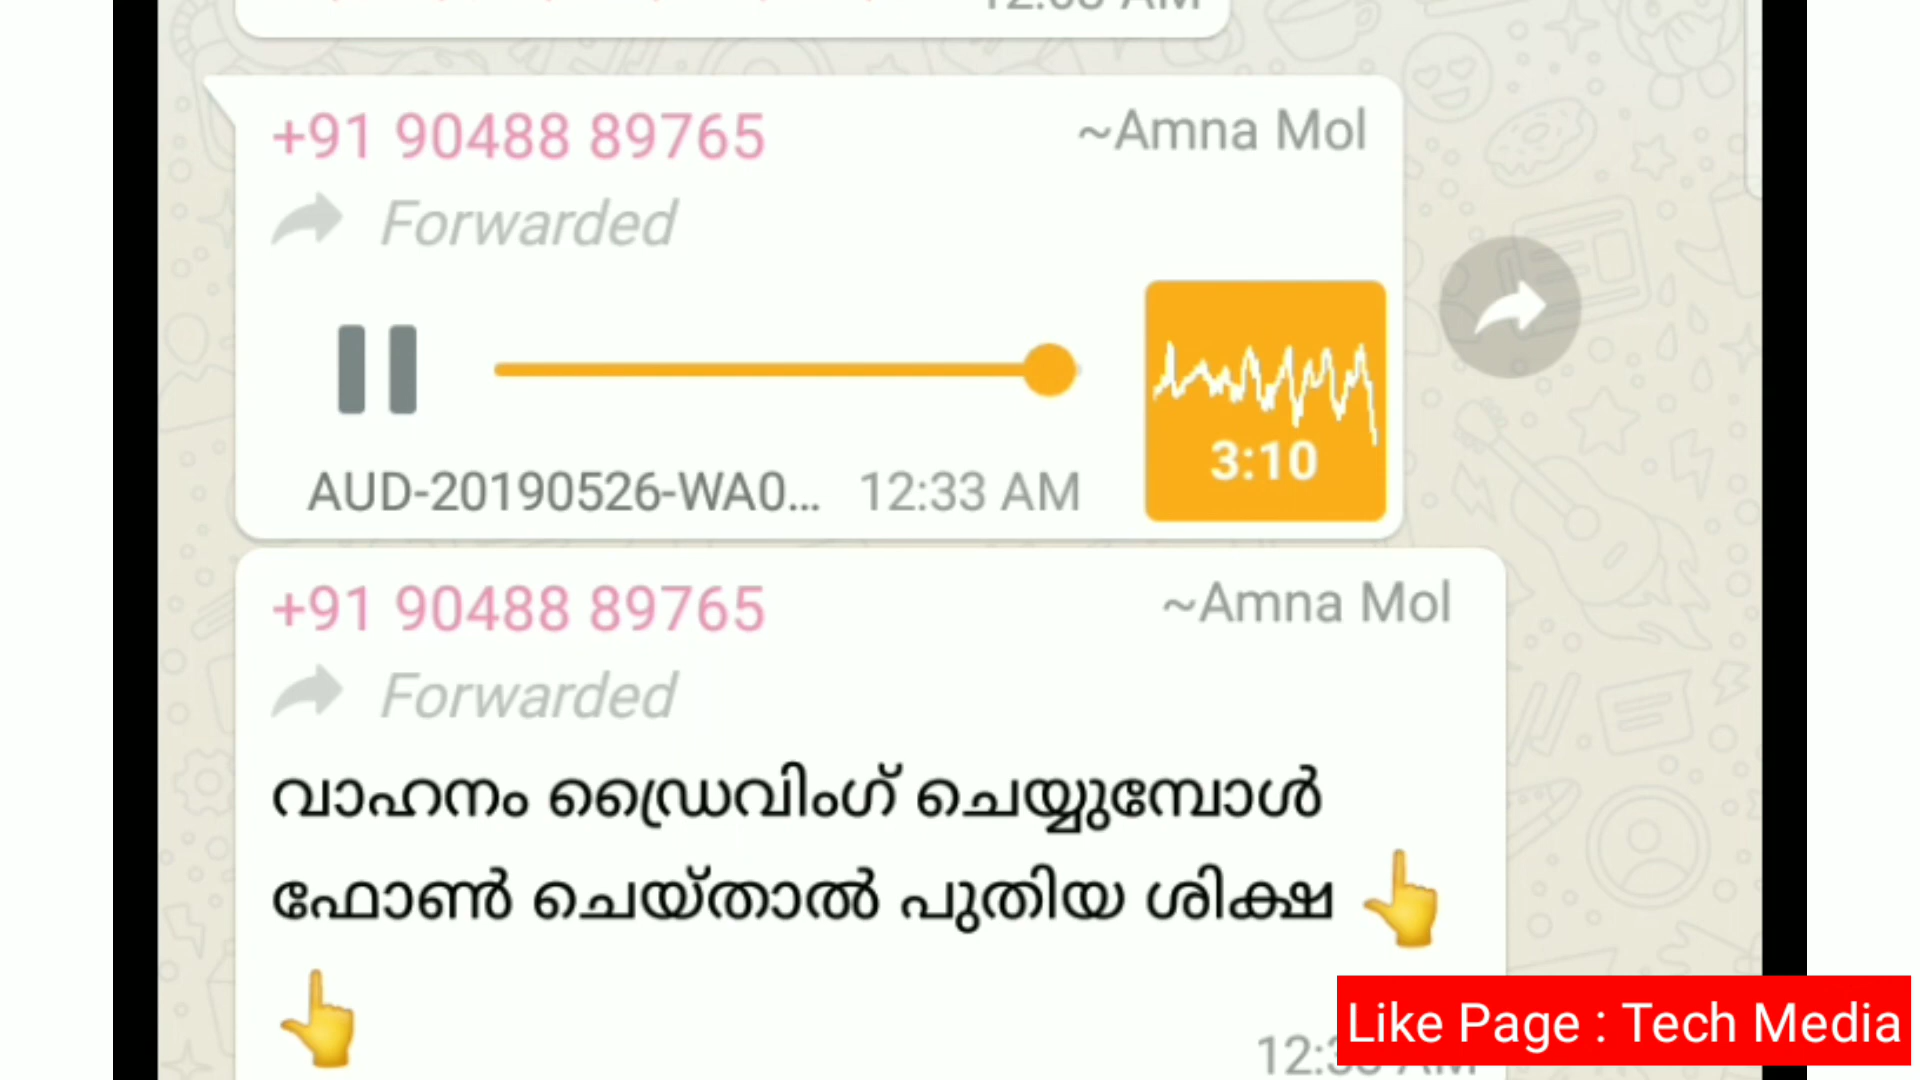 +91 90488 89765 ~Amna Mol
Forwarded
3:10
AUD-20190526-WA0... 12:33 AM
+91 90488 89765 ~Amna Mol
Forwarded
വാഹനം ഡ്രൈവിംഗ് ചെയ്യുമ്പോൾ
ഫോൺ ചെയ്താൽ പുതിയ ശിക്ഷ 👆
👆
Like Page : Tech Media